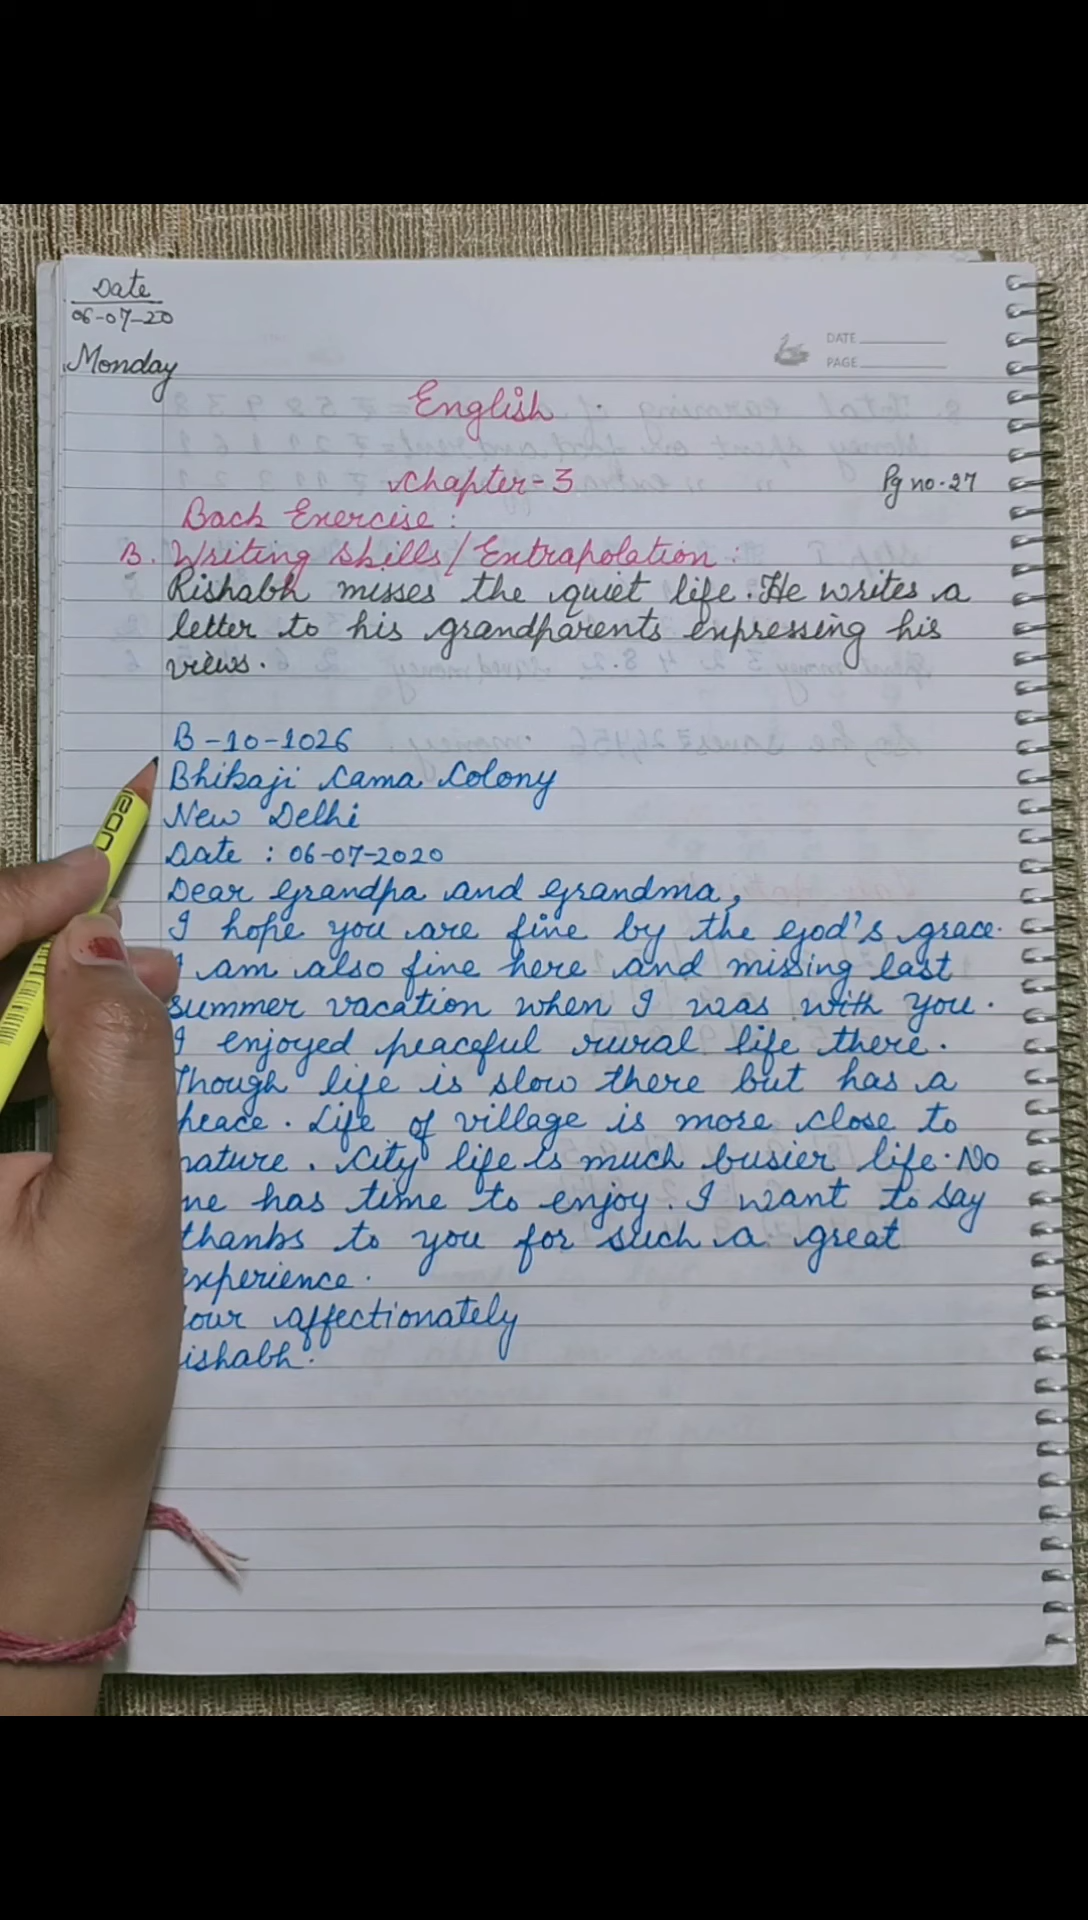 Date
06-07-20
Monday
DATE
PAGE
English
Chapter-3
Pg no.27
Back Exercise :
B. Writing skills/Extrapolation :
Rishabh misses the quiet life. He writes a
letter to his grandparents expressing his
views.
B-10-1026
Bhikaji Cama Colony
New Delhi
Date : 06-07-2020
Dear Grandpa and Grandma,
I hope you are fine by the God's grace.
I am also fine here and missing last
summer vacation when I was with you.
I enjoyed peaceful rural life there.
Though life is slow there but has a
peace. Life of village is more close to
nature. City life is much busier life. No
ne has time to enjoy. I want to say
thanks to you for such a great
experience.
our affectionately
ishabh.